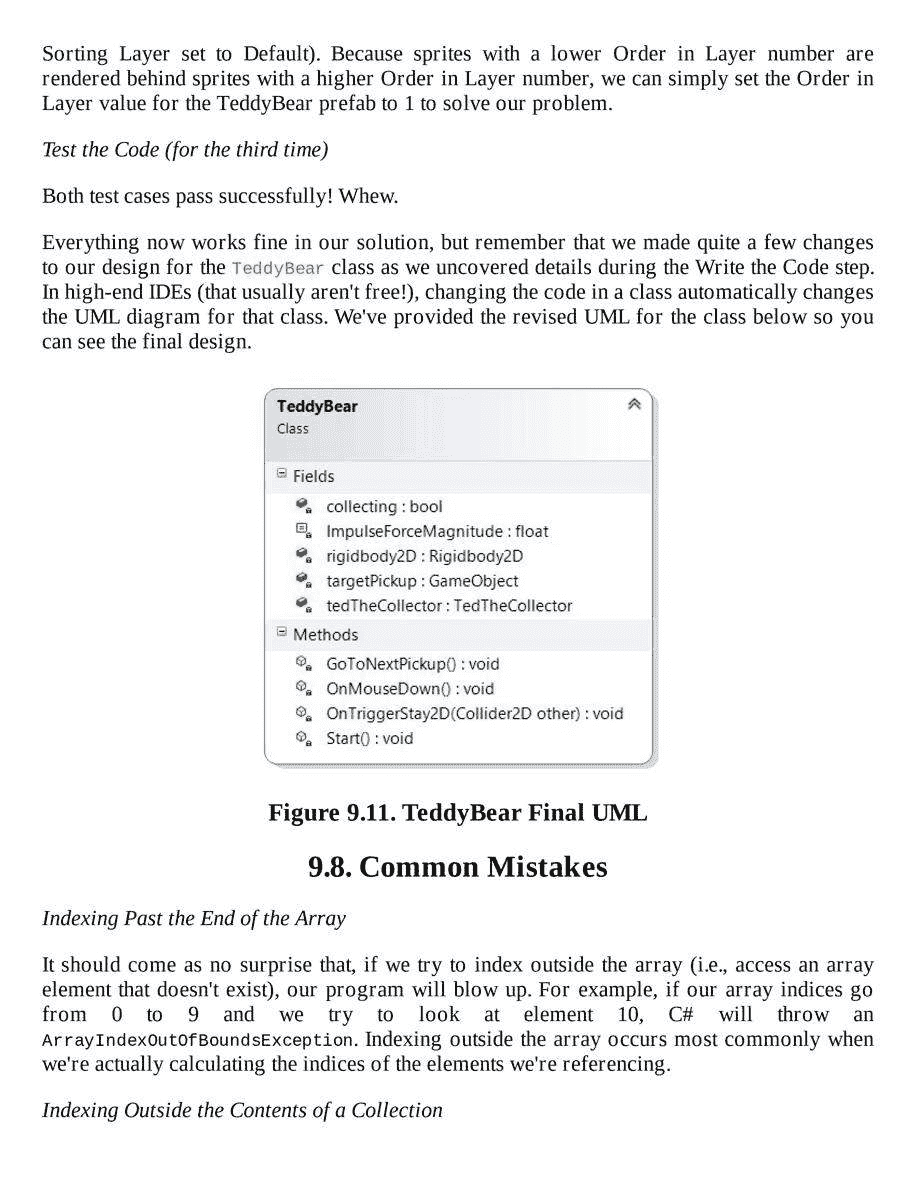 Sorting Layer set to Default). Because sprites with a lower Order in Layer number are
rendered behind sprites with a higher Order in Layer number, we can simply set the Order in
Layer value for the TeddyBear prefab to 1 to solve our problem.
Test the Code (for the third time)
Both test cases pass successfully! Whew.
Everything now works fine in our solution, but remember that we made quite a few changes
to our design for the TeddyBear class as we uncovered details during the Write the Code step.
In high-end IDEs (that usually aren't free!), changing the code in a class automatically changes
the UML diagram for that class. We've provided the revised UML for the class below so you
can see the final design.
TeddyBear
Class
Fields
collecting : bool
ImpulseForceMagnitude : float
rigidbody2D : Rigidbody2D
targetPickup : GameObject
tedTheCollector : TedTheCollector
Methods
GoToNextPickup() : void
OnMouseDown() : void
OnTriggerStay2D(Collider2D other) : void
Start() : void
Figure 9.11. TeddyBear Final UML
9.8. Common Mistakes
Indexing Past the End of the Array
It should come as no surprise that, if we try to index outside the array (i.e., access an array
element that doesn't exist), our program will blow up. For example, if our array indices go
from 0 to 9 and we try to look at element 10, C# will throw an
ArrayIndexOutOfBoundsException. Indexing outside the array occurs most commonly when
we're actually calculating the indices of the elements we're referencing.
Indexing Outside the Contents of a Collection